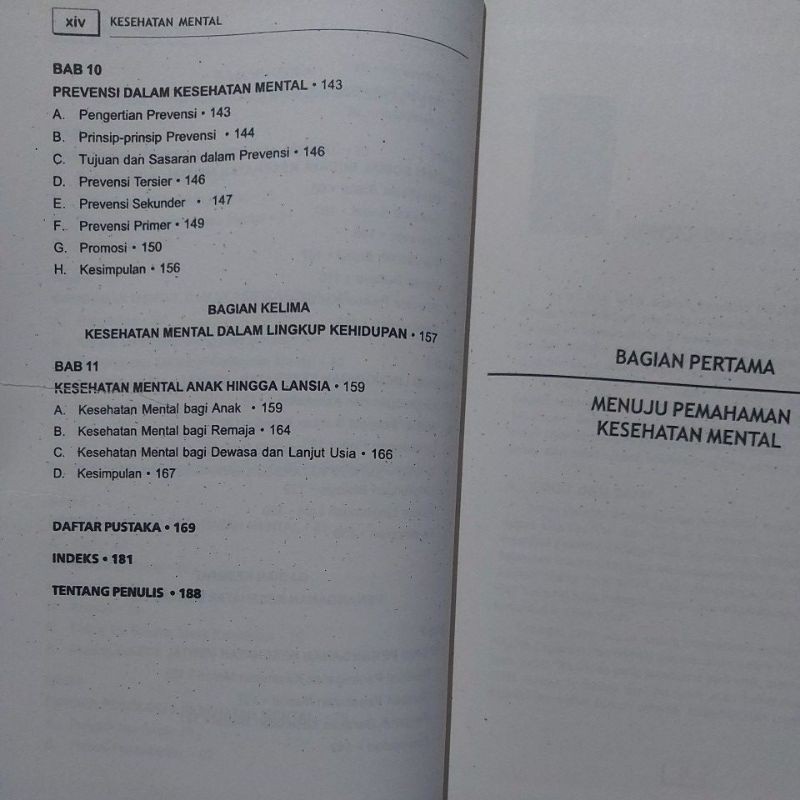 xiv KESEHATAN MENTAL
BAB 10
PREVENSI DALAM KESEHATAN MENTAL • 143
A. Pengertian Prevensi • 143
B. Prinsip-prinsip Prevensi • 144
C. Tujuan dan Sasaran dalam Prevensi • 146
D. Prevensi Tersier • 146
E. Prevensi Sekunder • 147
F. Prevensi Primer • 149
G. Promosi • 150
H. Kesimpulan • 156
BAGIAN KELIMA
KESEHATAN MENTAL DALAM LINGKUP KEHIDUPAN • 157
BAB 11
KESEHATAN MENTAL ANAK HINGGA LANSIA • 159
A. Kesehatan Mental bagi Anak • 159
B. Kesehatan Mental bagi Remaja • 164
C. Kesehatan Mental bagi Dewasa dan Lanjut Usia • 166
D. Kesimpulan • 167
DAFTAR PUSTAKA • 169
INDEKS • 181
TENTANG PENULIS • 188
BAGIAN PERTAMA
MENUJU PEMAHAMAN
KESEHATAN MENTAL